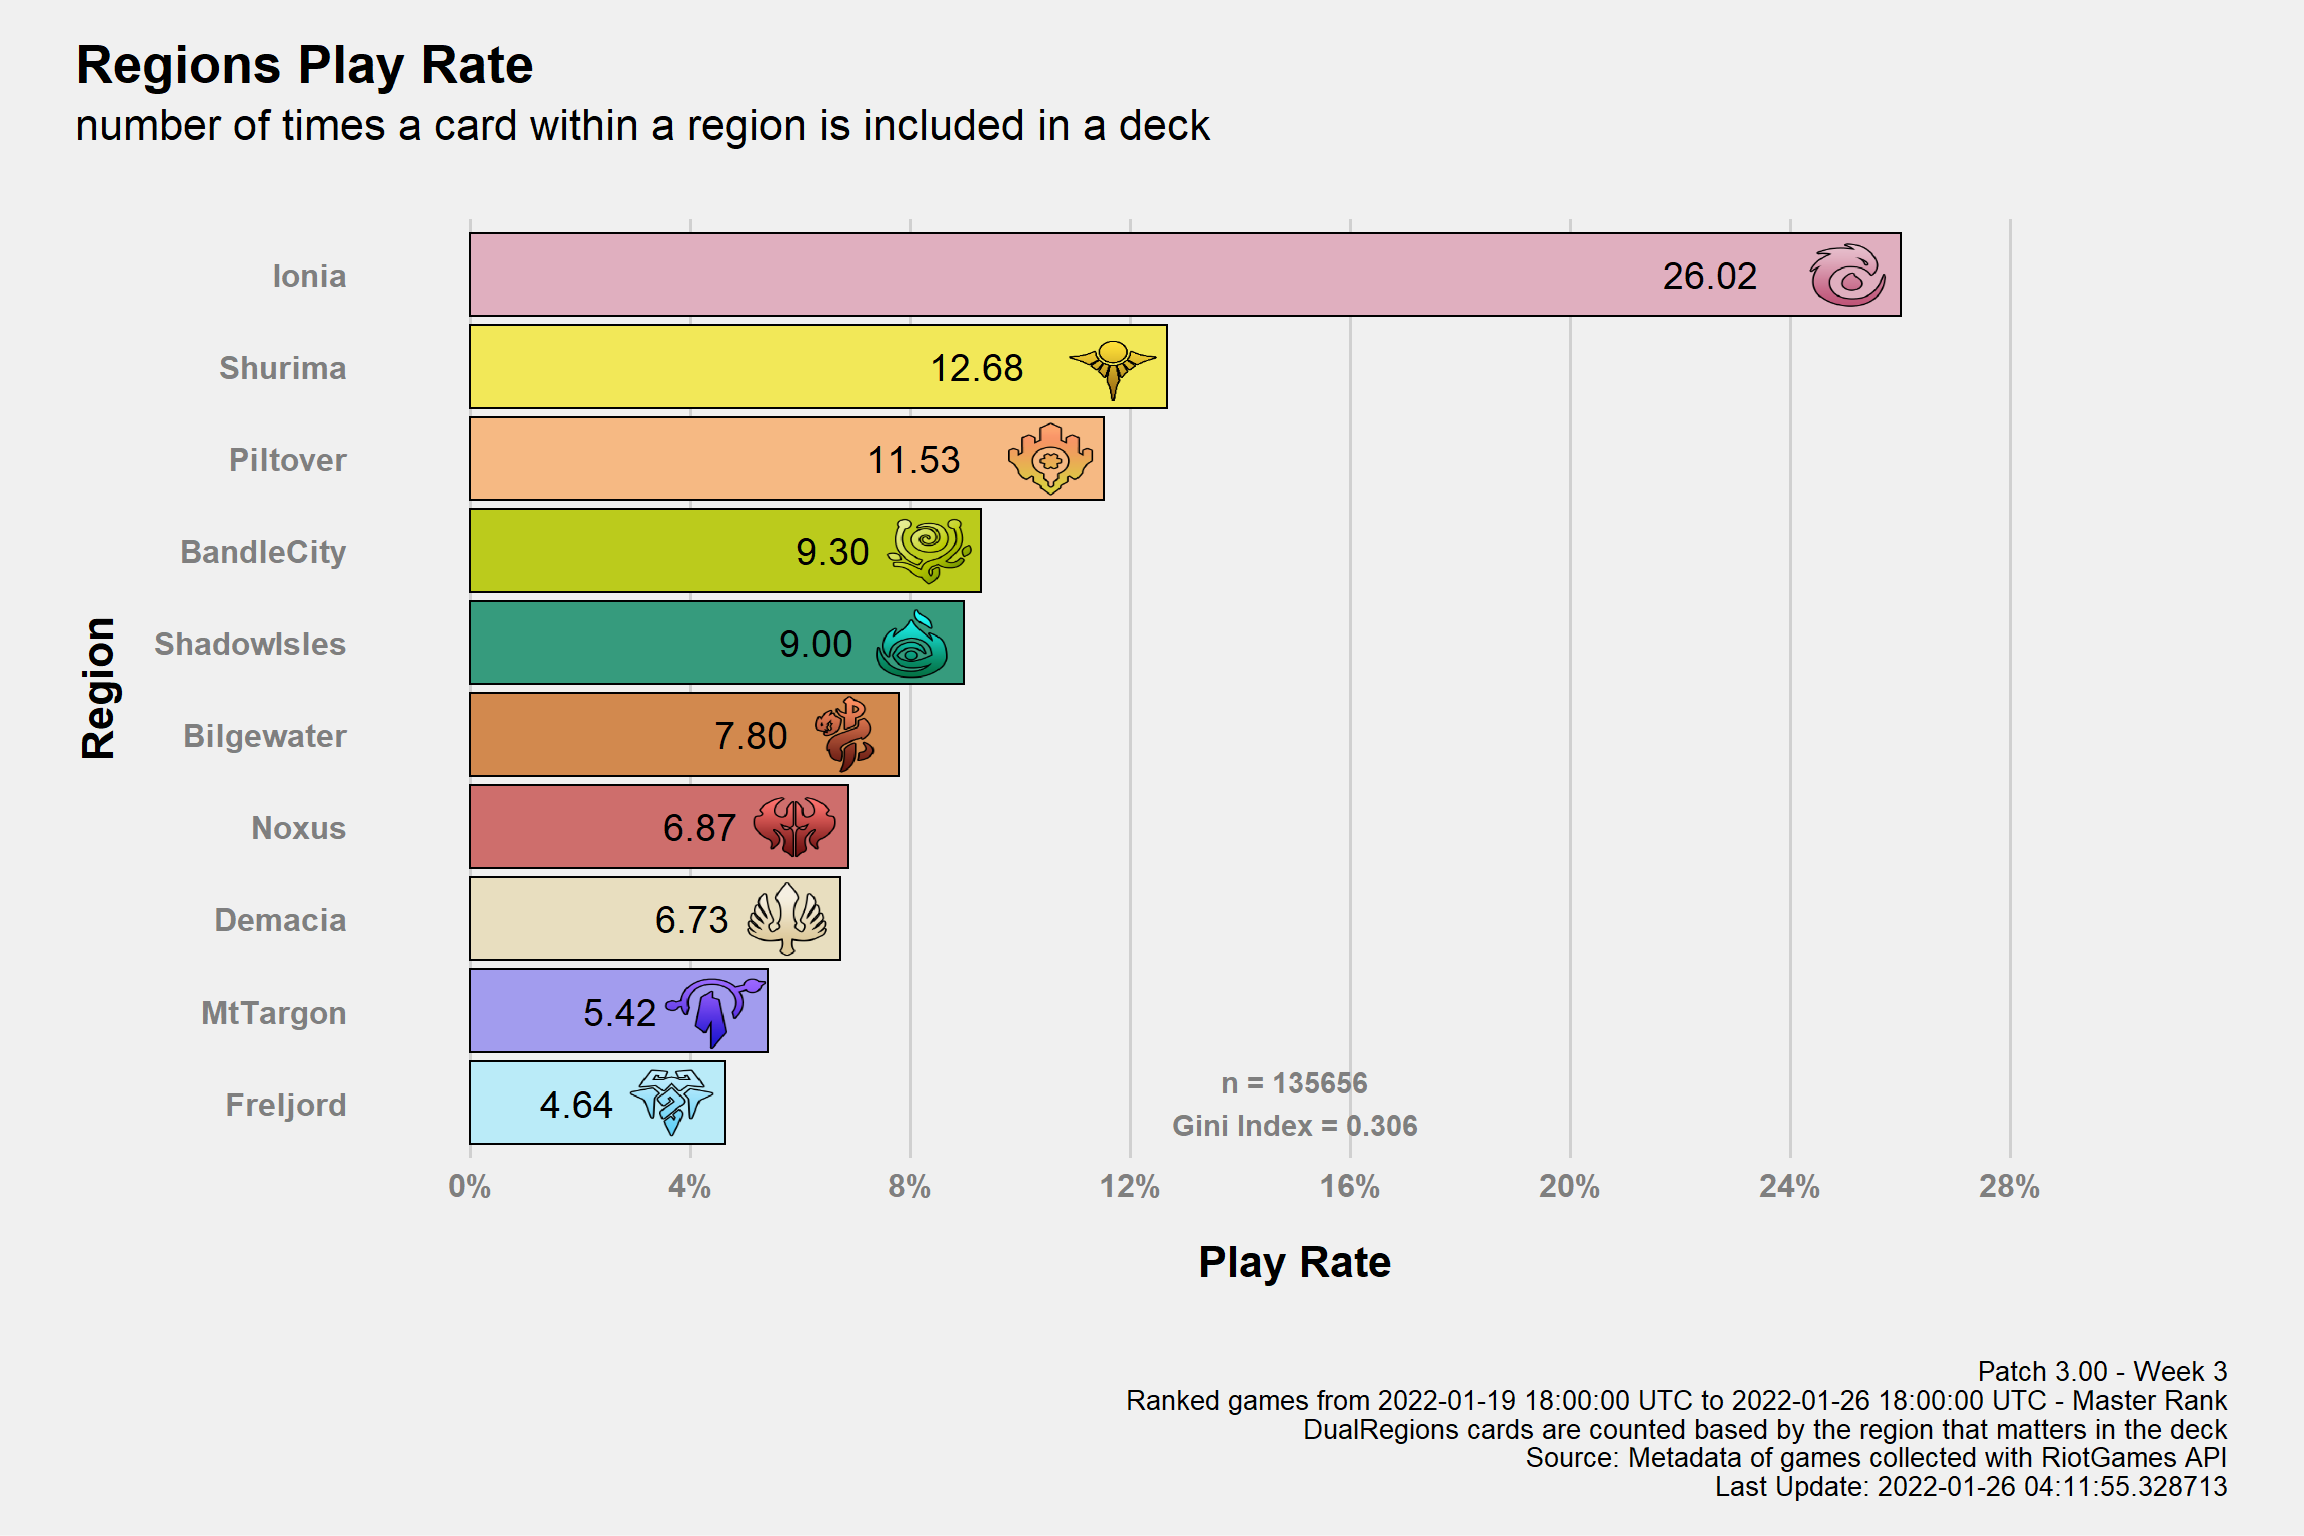 Regions Play Rate
number of times a card within a region is included in a deck
Region
Ionia
26.02
Shurima
12.68
Piltover
11.53
BandleCity
9.30
ShadowIsles
9.00
Bilgewater
7.80
Noxus
6.87
Demacia
6.73
MtTargon
5.42
Freljord
4.64
n = 135656
Gini Index = 0.306
0% 4% 8% 12% 16% 20% 24% 28%
Play Rate
Patch 3.00 - Week 3
Ranked games from 2022-01-19 18:00:00 UTC to 2022-01-26 18:00:00 UTC - Master Rank
DualRegions cards are counted based by the region that matters in the deck
Source: Metadata of games collected with RiotGames API
Last Update: 2022-01-26 04:11:55.328713